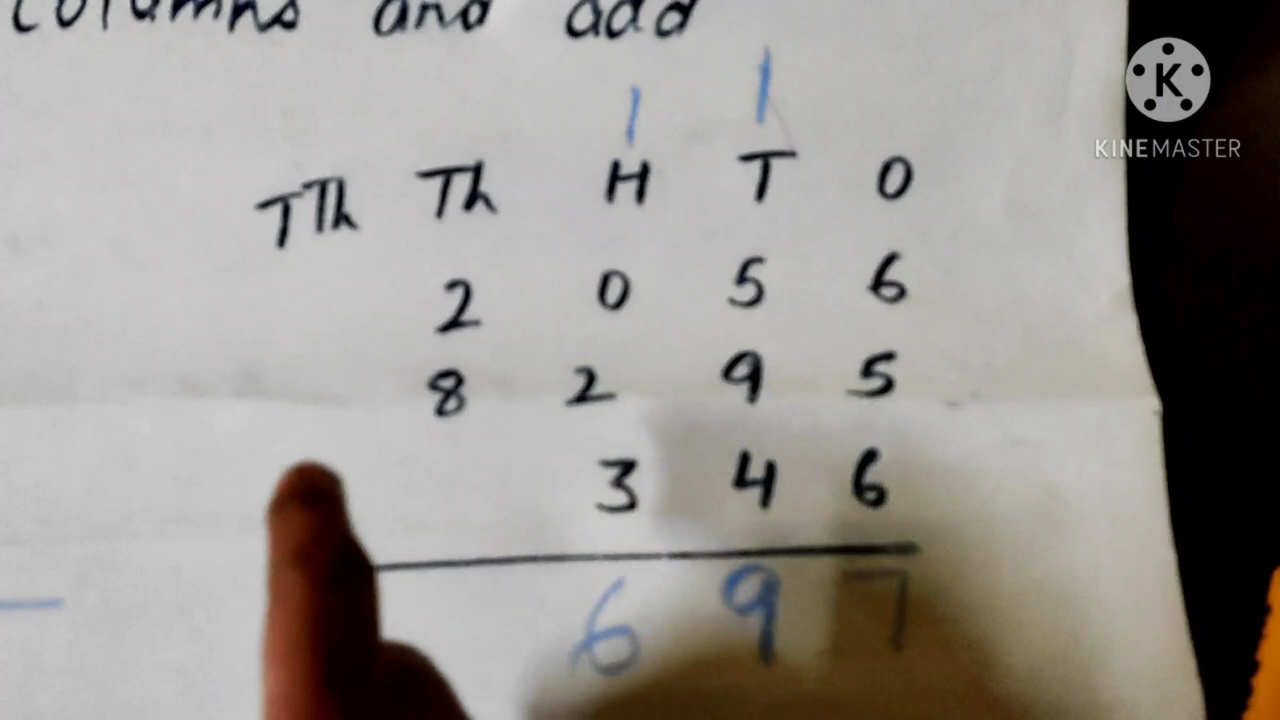 columns and add
1 1
TTh Th H T O
2 0 5 6
8 2 9 5
3 4 6
6 9 7
KINEMASTER